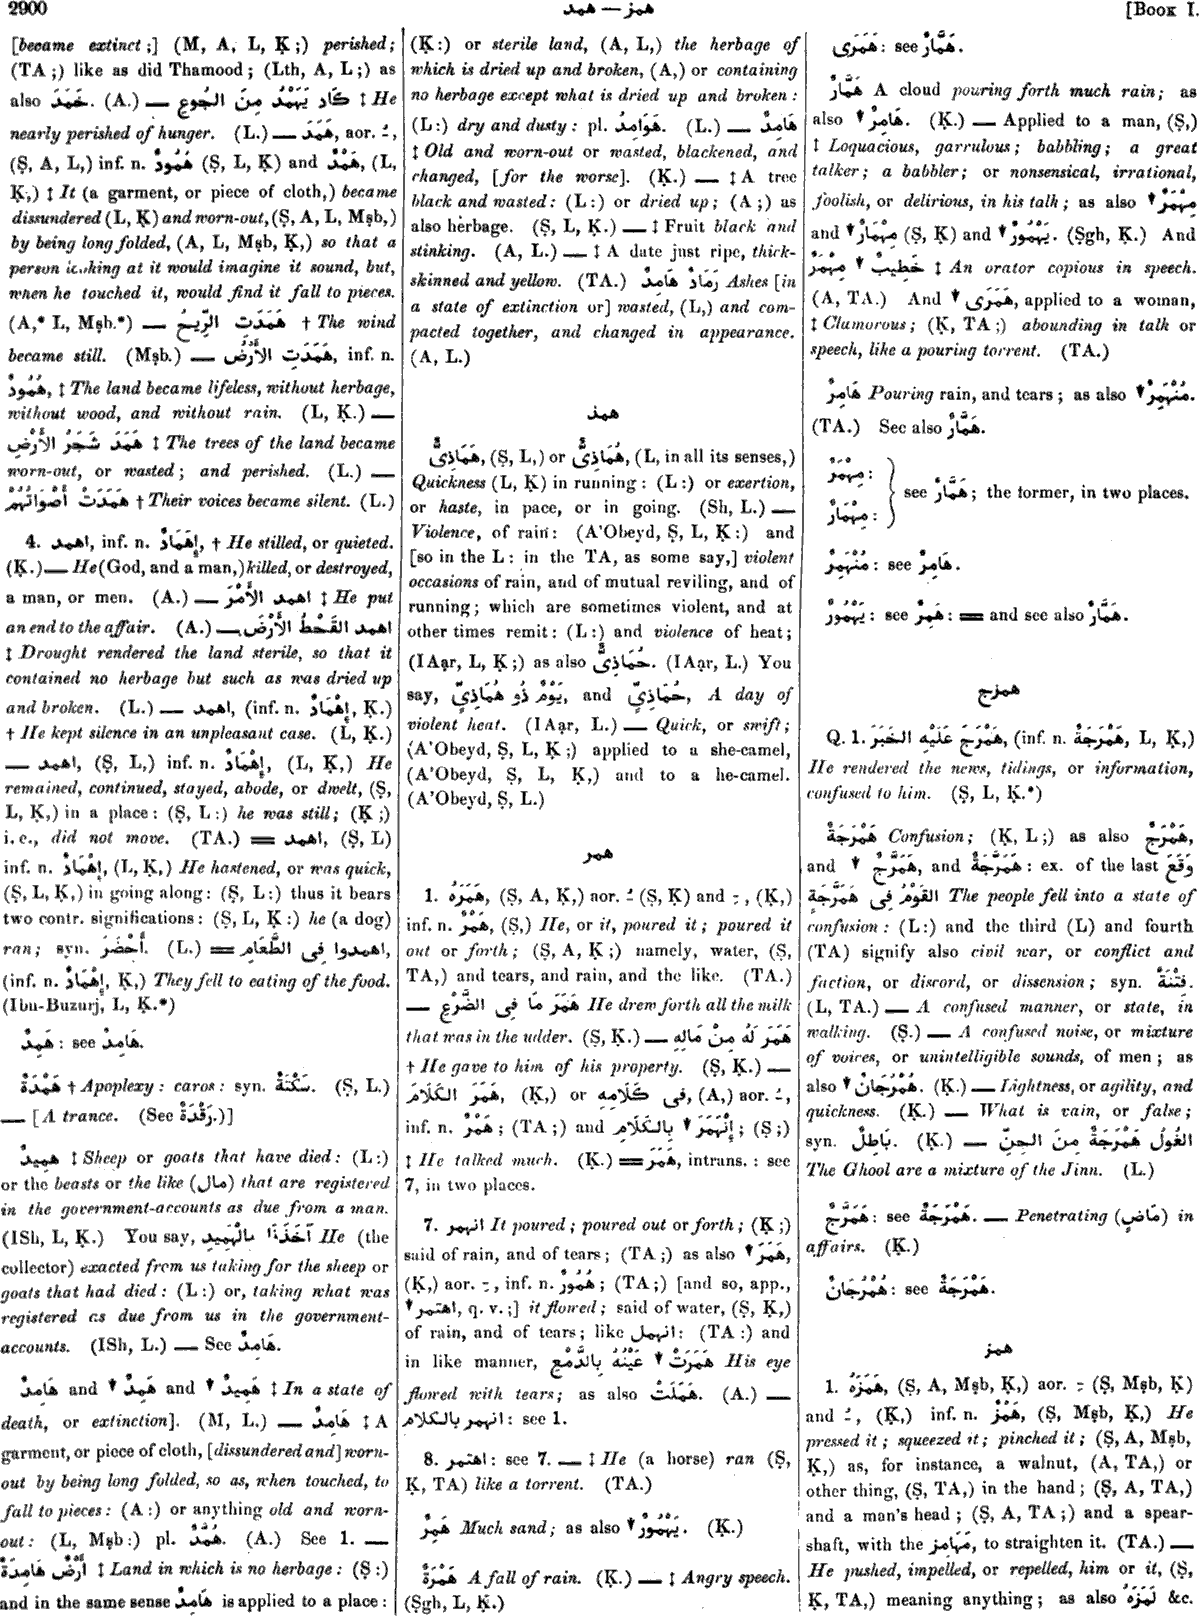 2900
همد — همز
[Book I.
[became extinct;] (M, A, L, Ḳ;) perished;
(TA;) like as did Thamood; (Lth, A, L;) as
also خَمَدَ. (A.) — كَادَ يَهْمُدُ مِنَ الجُوعِ ‡ He
nearly perished of hunger. (L.) — هَمَدَ, aor. ـُ,
(Ṣ, A, L,) inf. n. هُمُودٌ (Ṣ, L, Ḳ) and هَمْدٌ, (L,
Ḳ,) ‡ It (a garment, or piece of cloth,) became
dissundered (L, Ḳ) and worn-out, (Ṣ, A, L, Mṣb,)
by being long folded, (A, L, Mṣb, Ḳ,) so that a
person looking at it would imagine it sound, but,
when he touched it, would find it fall to pieces.
(A,* L, Mṣb.*) — هَمَدَتِ الرِّيحُ † The wind
became still. (Mṣb.) — هَمَدَتِ الأَرْضُ, inf. n.
هُمُودٌ, ‡ The land became lifeless, without herbage,
without wood, and without rain. (L, Ḳ.) —
هَمَدَ شَجَرُ الأَرْضِ ‡ The trees of the land became
worn-out, or wasted; and perished. (L.) —
هَمَدَتْ أَصْوَاتُهُمْ † Their voices became silent. (L.)
4. اهمد, inf. n. إِهْمَادٌ, † He stilled, or quieted.
(Ḳ.) — He (God, and a man,) killed, or destroyed,
a man, or men. (A.) — اهمد الأَمْرَ ‡ He put
an end to the affair. (A.) — اهمد القَحْطُ الأَرْضَ
‡ Drought rendered the land sterile, so that it
contained no herbage but such as was dried up
and broken. (L.) — اهمد, (inf. n. إِهْمَادٌ, Ḳ.)
† He kept silence in an unpleasant case. (L, Ḳ.)
— اهمد, (Ṣ, L,) inf. n. إِهْمَادٌ, (L, Ḳ,) He
remained, continued, stayed, abode, or dwelt, (Ṣ,
L, Ḳ,) in a place: (Ṣ, L:) he was still; (Ḳ;)
i. e., did not move. (TA.) = اهمد, (Ṣ, L)
inf. n. إِهْمَادٌ, (L, Ḳ,) He hastened, or was quick,
(Ṣ, L, Ḳ,) in going along: (Ṣ, L:) thus it bears
two contr. significations: (Ṣ, L, Ḳ:) he (a dog)
ran; syn. أَحْضَرَ. (L.) = اهمدوا فِى الطَّعَامِ,
(inf. n. إِهْمَادٌ, Ḳ,) They fell to eating of the food.
(Ibn-Buzurj, L, Ḳ.*)
هَمِدٌ: see هَامِدٌ.
هَمْدَةٌ † Apoplexy: caros: syn. سَكْتَةٌ. (Ṣ, L.)
— [A trance. (See رَقْدَةٌ.)]
هَمِيدٌ ‡ Sheep or goats that have died: (L:)
or the beasts or the like (مال) that are registered
in the government-accounts as due from a man.
(ISh, L, Ḳ.) You say, أَخَذَنَا بِالْهَمِيدِ He (the
collector) exacted from us taking for the sheep or
goats that had died: (L:) or, taking what was
registered as due from us in the government-
accounts. (ISh, L.) — See هَامِدٌ.
هَامِدٌ and هَمِدٌ and هَمِيدٌ ‡ In a state of
death, or extinction]. (M, L.) — هَامِدٌ ‡ A
garment, or piece of cloth, [dissundered and] worn-
out by being long folded, so as, when touched, to
fall to pieces: (A:) or anything old and worn-
out: (L, Mṣb:) pl. هُمَّدٌ. (A.) See 1. —
أَرْضٌ هَامِدَةٌ ‡ Land in which is no herbage: (Ṣ:)
and in the same sense هَامِدٌ is applied to a place:
(Ḳ:) or sterile land, (A, L,) the herbage of
which is dried up and broken, (A,) or containing
no herbage except what is dried up and broken:
(L:) dry and dusty: pl. هَوَامِدُ. (L.) — هَامِدٌ
‡ Old and worn-out or wasted, blackened, and
changed, [for the worse]. (Ḳ.) — ‡ A tree
black and wasted: (L:) or dried up; (A;) as
also herbage. (Ṣ, L, Ḳ.) — ‡ Fruit black and
stinking. (A, L.) — ‡ A date just ripe, thick-
skinned and yellow. (TA.) رَمَادٌ هَامِدٌ Ashes [in
a state of extinction or] wasted, (L,) and com-
pacted together, and changed in appearance.
(A, L.)
همذ
هُمَاذِىٌّ, (Ṣ, L,) or هُمَاذِىٌّ, (L, in all its senses,)
Quickness (L, Ḳ) in running: (L:) or exertion,
or haste, in pace, or in going. (Sh, L.) —
Violence, of rain: (A'Obeyd, Ṣ, L, Ḳ:) and
[so in the L: in the TA, as some say,] violent
occasions of rain, and of mutual reviling, and of
running; which are sometimes violent, and at
other times remit: (L:) and violence of heat;
(IAạr, L, Ḳ;) as also حُمَاذِىٌّ. (IAạr, L.) You
say, يَوْمٌ ذُو هُمَاذِىٍّ, and حُمَاذِىٍّ, A day of
violent heat. (IAạr, L.) — Quick, or swift;
(A'Obeyd, Ṣ, L, Ḳ;) applied to a she-camel,
(A'Obeyd, Ṣ, L, Ḳ,) and to a he-camel.
(A'Obeyd, Ṣ, L.)
همر
1. هَمَرَهُ, (Ṣ, A, Ḳ,) aor. ـُ (Ṣ, Ḳ) and ـِ, (Ḳ,)
inf. n. هَمْرٌ, (Ṣ,) He, or it, poured it; poured it
out or forth; (Ṣ, A, Ḳ;) namely, water, (Ṣ,
TA,) and tears, and rain, and the like. (TA.)
— هَمَرَ مَا فِى الضَّرْعِ He drew forth all the milk
that was in the udder. (Ṣ, Ḳ.) — هَمَرَ لَهُ مِنْ مَالِهِ
† He gave to him of his property. (Ṣ, Ḳ.) —
هَمَرَ الكَلَامَ, (Ḳ,) or فِى كَلَامِهِ, (A,) aor. ـُ,
inf. n. هَمْرٌ; (TA;) and إِنْهَمَرَ بِالكَلَامِ; (Ṣ;)
‡ He talked much. (Ḳ.) = هَمَرَ, intrans.: see
7, in two places.
7. انهمر It poured; poured out or forth; (Ḳ;)
said of rain, and of tears; (TA;) as also هَمَرَ,
(Ḳ,) aor. ـِ, inf. n. هُمُورٌ; (TA;) [and so, app.,
اهتمر, q. v.;] it flowed; said of water, (Ṣ, Ḳ,)
of rain, and of tears; like انهمل: (TA:) and
in like manner, هَمَرَتْ عَيْنُهُ بِالدَّمْعِ His eye
flowed with tears; as also هَمَلَتْ. (A.) —
انهمر بالكلام: see 1.
8. اهتمر: see 7. — ‡ He (a horse) ran (Ṣ,
Ḳ, TA) like a torrent. (TA.)
هَمِرٌ Much sand; as also يَهْمُورٌ. (Ḳ.)
هَمْرَةٌ A fall of rain. (Ḳ.) — ‡ Angry speech.
(Ṣgh, L, Ḳ.)
هَمَرَى: see هَمَّارٌ.
هَمَّارٌ A cloud pouring forth much rain; as
also هَامِرٌ. (Ḳ.) — Applied to a man, (Ṣ,)
‡ Loquacious, garrulous; babbling; a great
talker; a babbler; or nonsensical, irrational,
foolish, or delirious, in his talk; as also مِهْمَرٌ
and مِهْمَارٌ (Ṣ, Ḳ) and يَهْمُورٌ. (Ṣgh, Ḳ.) And
خَطِيبٌ مِهْمَرٌ ‡ An orator copious in speech.
(A, TA.) And هَمَرَى, applied to a woman,
‡ Clamorous; (Ḳ, TA;) abounding in talk or
speech, like a pouring torrent. (TA.)
هَامِرٌ Pouring rain, and tears; as also مُنْهَمِرٌ.
(TA.) See also هَمَّارٌ.
مِهْمَرٌ:
see هَمَّارٌ; the former, in two places.
مِهْمَارٌ:
مُنْهَمِرٌ: see هَامِرٌ.
يَهْمُورٌ: see هَمِرٌ: = and see also هَمَّارٌ.
همرج
Q. 1. هَمْرَجَ عَلَيْهِ الخَبَرَ, (inf. n. هَمْرَجَةٌ, L, Ḳ,)
He rendered the news, tidings, or information,
confused to him. (Ṣ, L, Ḳ.*)
هَمْرَجَةٌ Confusion; (Ḳ, L;) as also هَمْرَجٌ,
and هَمَرَّجٌ, and هَمَرَّجَةٌ: ex. of the last وَقَعَ
القَوْمُ فِى هَمَرَّجَةٍ The people fell into a state of
confusion: (L:) and the third (L) and fourth
(TA) signify also civil war, or conflict and
faction, or discord, or dissension; syn. فِتْنَةٌ.
(L, TA.) — A confused manner, or state, in
walking. (Ṣ.) — A confused noise, or mixture
of voices, or unintelligible sounds, of men; as
also هُمْرُجَانٌ. (Ḳ.) — Lightness, or agility, and
quickness. (Ḳ.) — What is vain, or false;
syn. بَاطِلٌ. (Ḳ.) — الغُولُ هَمْرَجَةٌ مِنَ الجِنِّ
The Ghool are a mixture of the Jinn. (L.)
هَمَرَّجٌ: see هَمْرَجَةٌ. — Penetrating (مَاضٍ) in
affairs. (Ḳ.)
هُمْرُجَانٌ: see هَمْرَجَةٌ.
همز
1. هَمَزَهُ, (Ṣ, A, Mṣb, Ḳ,) aor. ـِ (Ṣ, Mṣb, Ḳ)
and ـُ, (Ḳ,) inf. n. هَمْزٌ, (Ṣ, Mṣb, Ḳ,) He
pressed it; squeezed it; pinched it; (Ṣ, A, Mṣb,
Ḳ,) as, for instance, a walnut, (A, TA,) or
other thing, (Ṣ, TA,) in the hand; (Ṣ, A, TA,)
and a man's head; (Ṣ, A, TA;) and a spear-
shaft, with the مَهَامِز, to straighten it. (TA.) —
He pushed, impelled, or repelled, him or it, (Ṣ,
Ḳ, TA,) meaning anything; as also لَمَزَهُ &c.